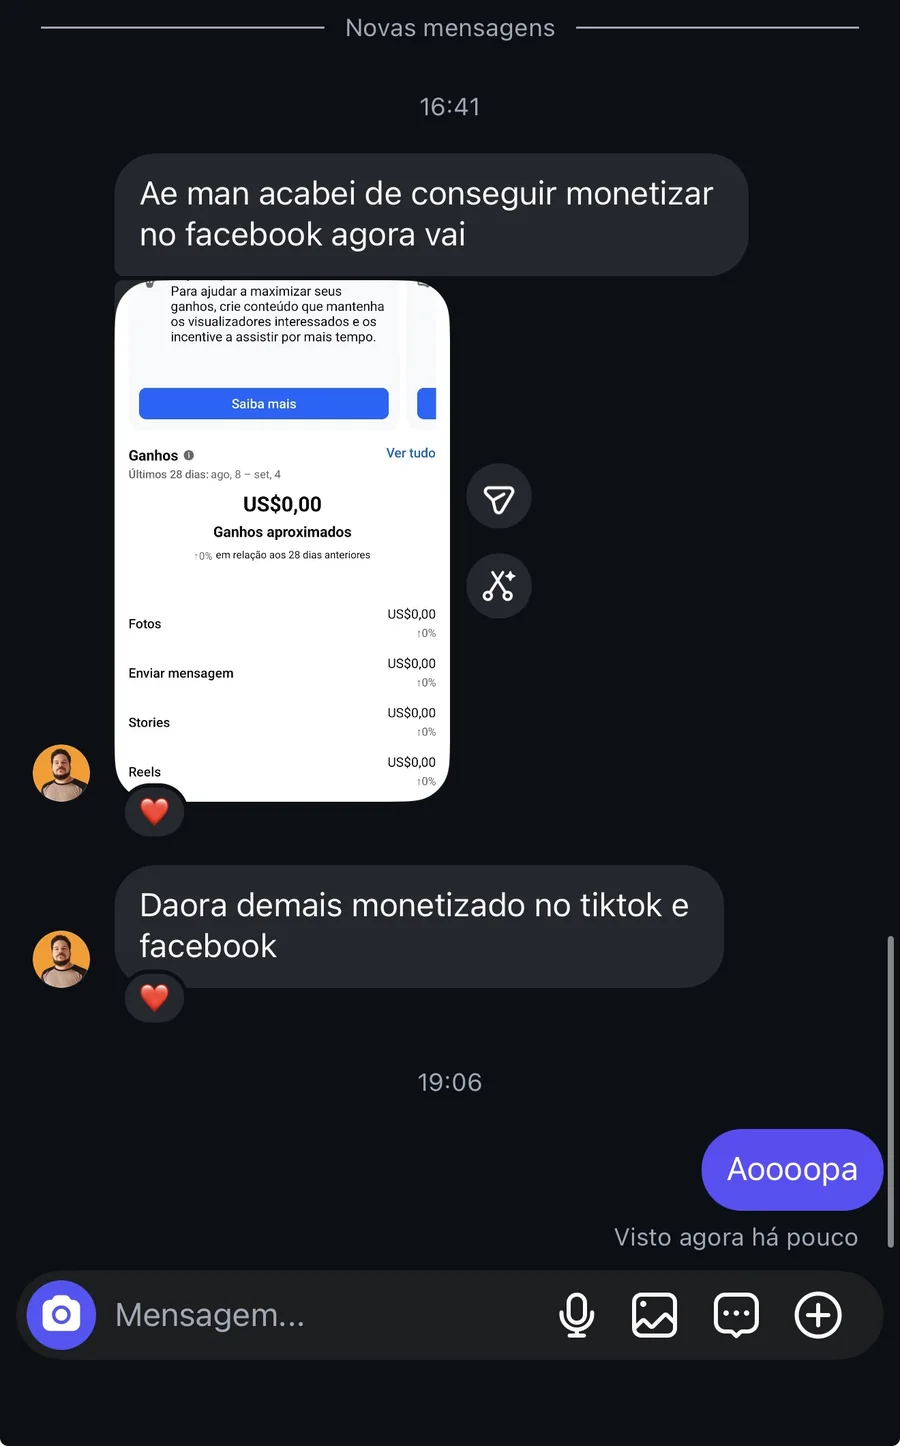 Novas mensagens
16:41
Ae man acabei de conseguir monetizar
no facebook agora vai
Para ajudar a maximizar seus
ganhos, crie conteúdo que mantenha
os visualizadores interessados e os
incentive a assistir por mais tempo.
Saiba mais
Ganhos
Ver tudo
Últimos 28 dias: ago, 8 – set, 4
US$0,00
Ganhos aproximados
↑0% em relação aos 28 dias anteriores
Fotos
US$0,00
↑0%
Enviar mensagem
US$0,00
↑0%
Stories
US$0,00
↑0%
Reels
US$0,00
↑0%
Daora demais monetizado no tiktok e
facebook
19:06
Aoooopa
Visto agora há pouco
Mensagem...